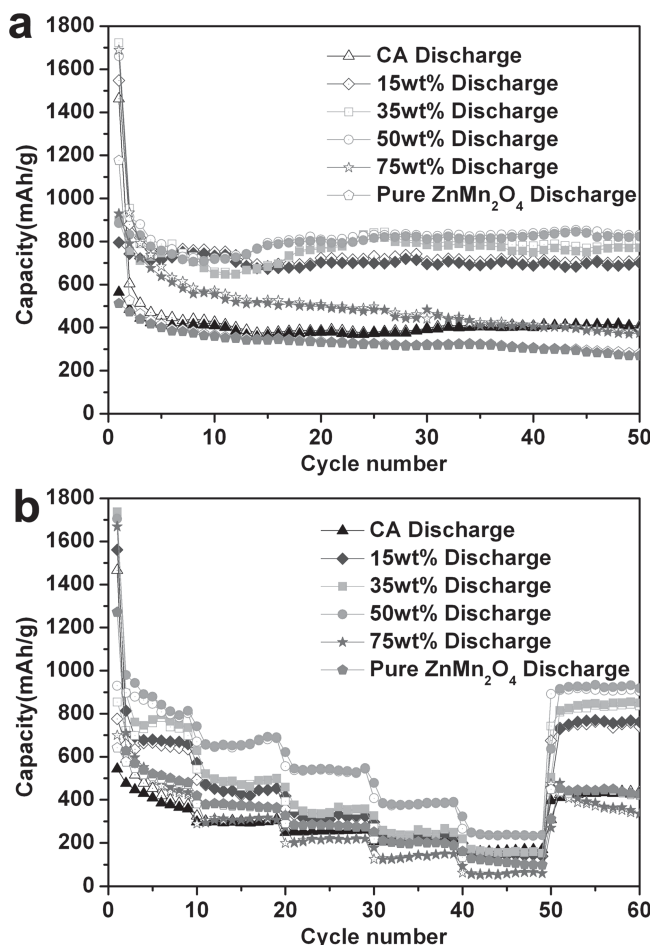 a
1800
1600
1400
1200
1000
800
600
400
200
0
Capacity(mAh/g)
CA Discharge
15wt% Discharge
35wt% Discharge
50wt% Discharge
75wt% Discharge
Pure ZnMn₂O₄ Discharge
0 10 20 30 40 50
Cycle number
b
1800
1600
1400
1200
1000
800
600
400
200
0
Capacity(mAh/g)
CA Discharge
15wt% Discharge
35wt% Discharge
50wt% Discharge
75wt% Discharge
Pure ZnMn₂O₄ Discharge
0 10 20 30 40 50 60
Cycle number